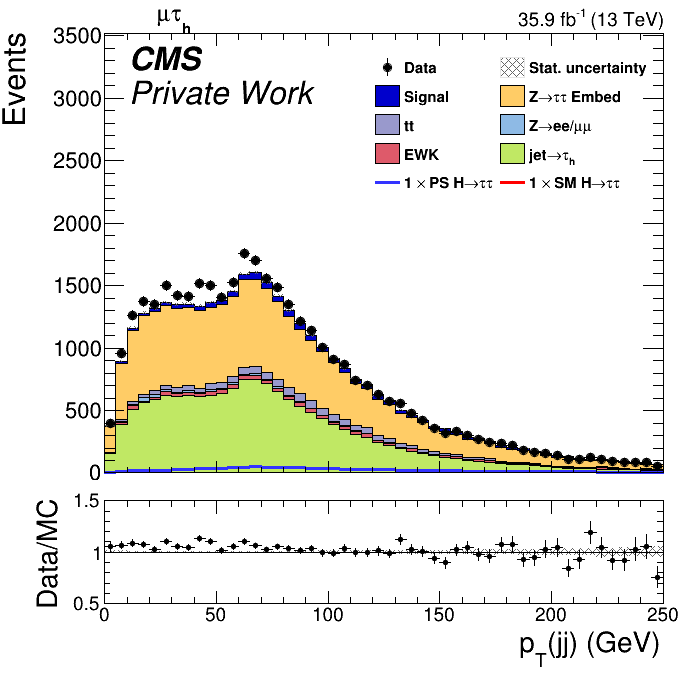 μτh
35.9 fb-1 (13 TeV)
CMS
Private Work
Events
3500
3000
2500
2000
1500
1000
500
0
Data
Stat. uncertainty
Signal
Z→ττ Embed
tt
Z→ee/μμ
EWK
jet→τh
1 × PS H→ττ
1 × SM H→ττ
Data/MC
1.5
1
0.5
0 50 100 150 200 250
pT(jj) (GeV)